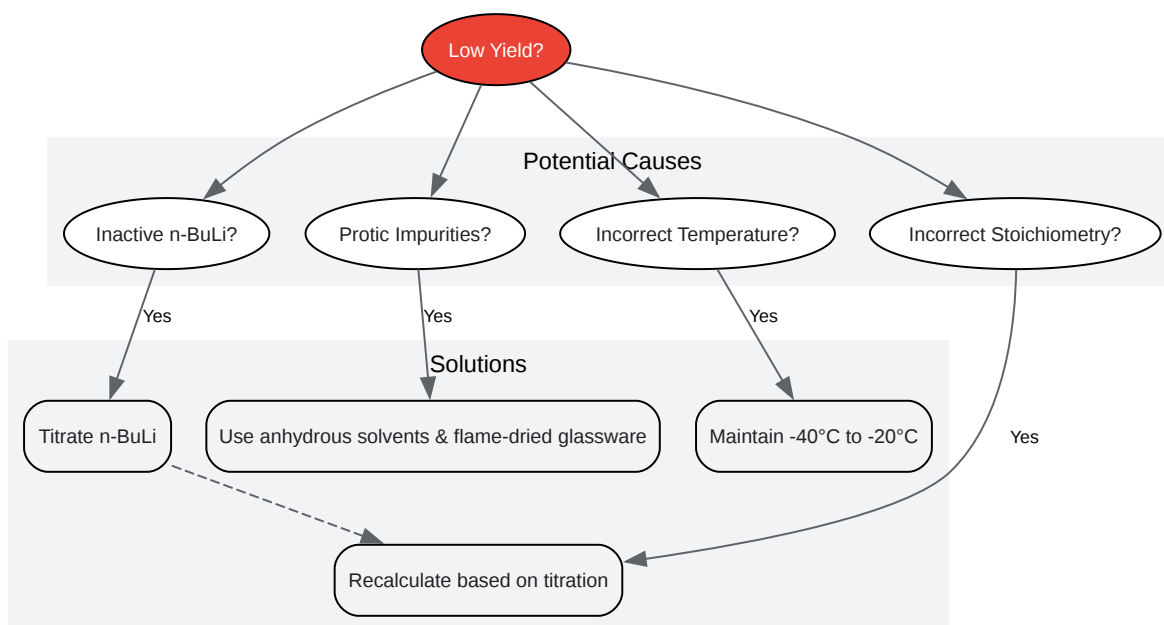 Low Yield?
Potential Causes
Inactive n-BuLi?
Protic Impurities?
Incorrect Temperature?
Incorrect Stoichiometry?
Yes
Yes
Yes
Solutions
Titrate n-BuLi
Use anhydrous solvents & flame-dried glassware
Maintain -40°C to -20°C
Yes
Recalculate based on titration